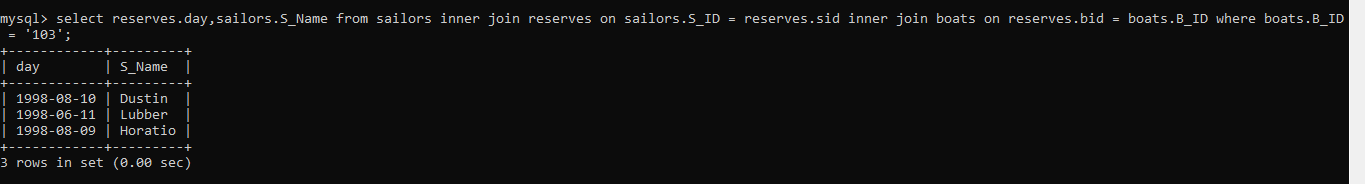 mysql> select reserves.day,sailors.S_Name from sailors inner join reserves on sailors.S_ID = reserves.sid inner join boats on reserves.bid = boats.B_ID where boats.B_ID
 = '103';
+------------+---------+
| day        | S_Name  |
+------------+---------+
| 1998-08-10 | Dustin  |
| 1998-06-11 | Lubber  |
| 1998-08-09 | Horatio |
+------------+---------+
3 rows in set (0.00 sec)